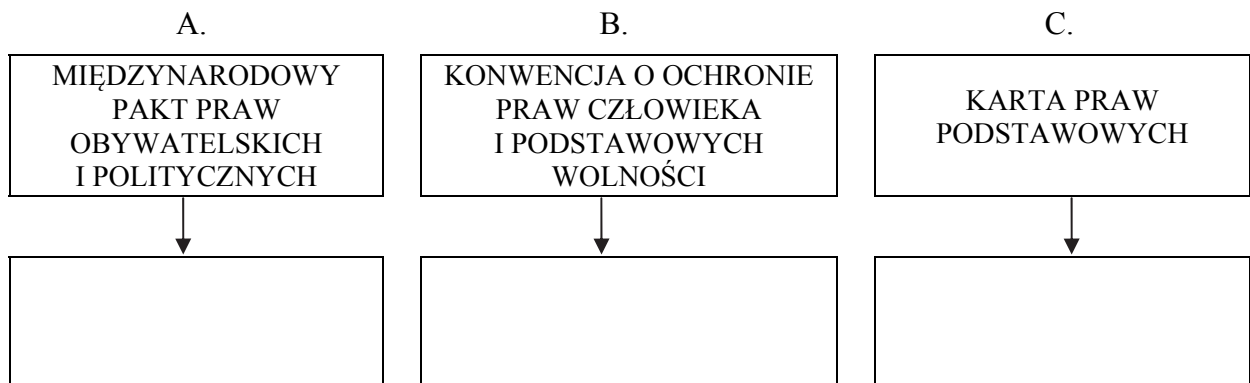 A.
MIĘDZYNARODOWY
PAKT PRAW
OBYWATELSKICH
I POLITYCZNYCH
B.
KONWENCJA O OCHRONIE
PRAW CZŁOWIEKA
I PODSTAWOWYCH
WOLNOŚCI
C.
KARTA PRAW
PODSTAWOWYCH